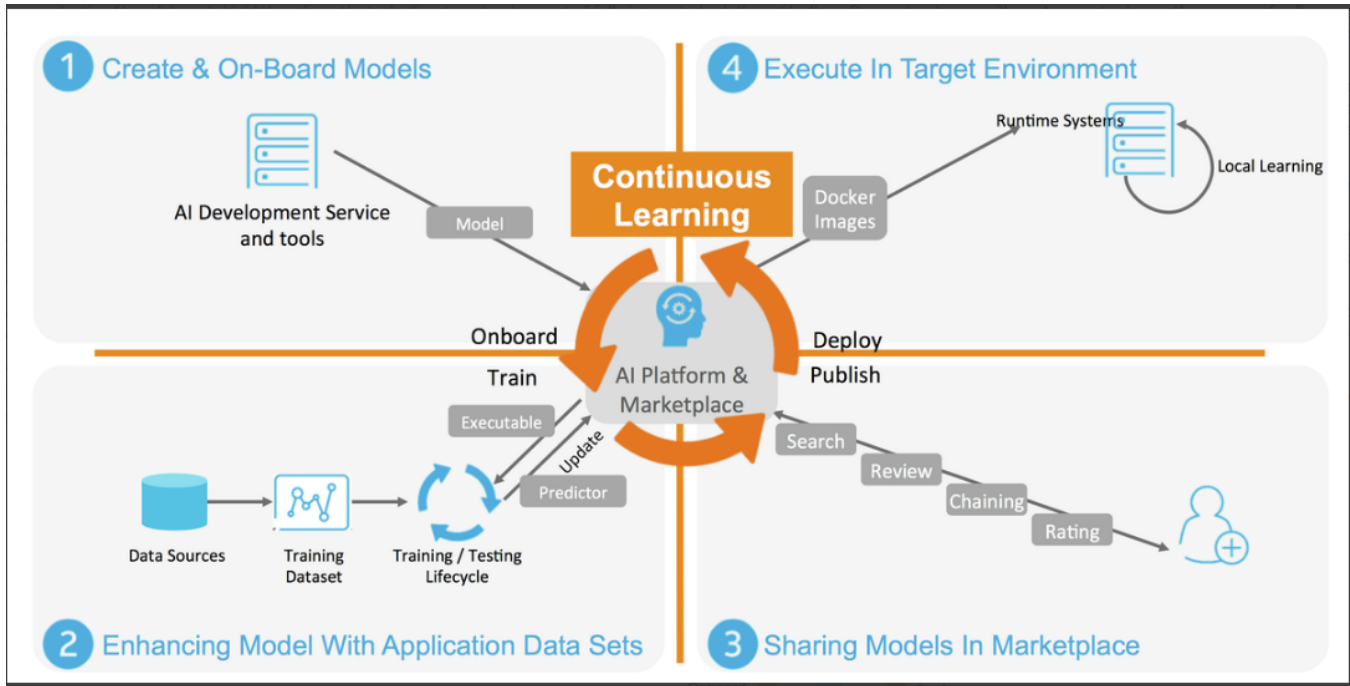 1 Create & On-Board Models
AI Development Service
and tools
Model
4 Execute In Target Environment
Runtime Systems
Local Learning
Docker
Images
Continuous
Learning
Onboard
Train
Deploy
Publish
AI Platform &
Marketplace
Executable
Update
Predictor
Data Sources
Training
Dataset
Training / Testing
Lifecycle
2 Enhancing Model With Application Data Sets
Search
Review
Chaining
Rating
3 Sharing Models In Marketplace